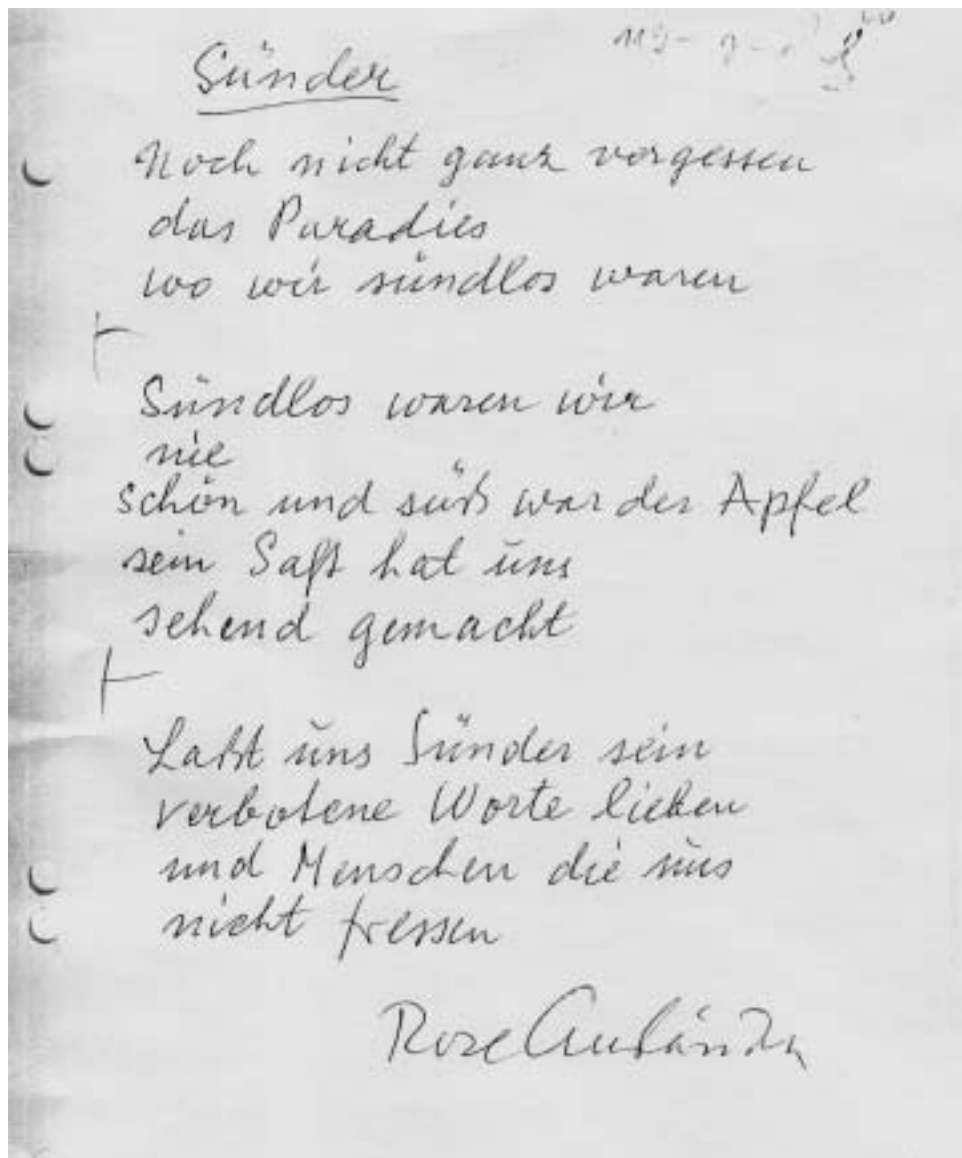 Sünder
Noch nicht ganz vergessen
das Paradies
wo wir sündlos waren
Sündlos waren wir
nie
schön und süß war der Apfel
sein Saft hat uns
sehend gemacht
Laßt uns Sünder sein
verbotene Worte lieben
und Menschen die uns
nicht fressen
Rose Ausländer